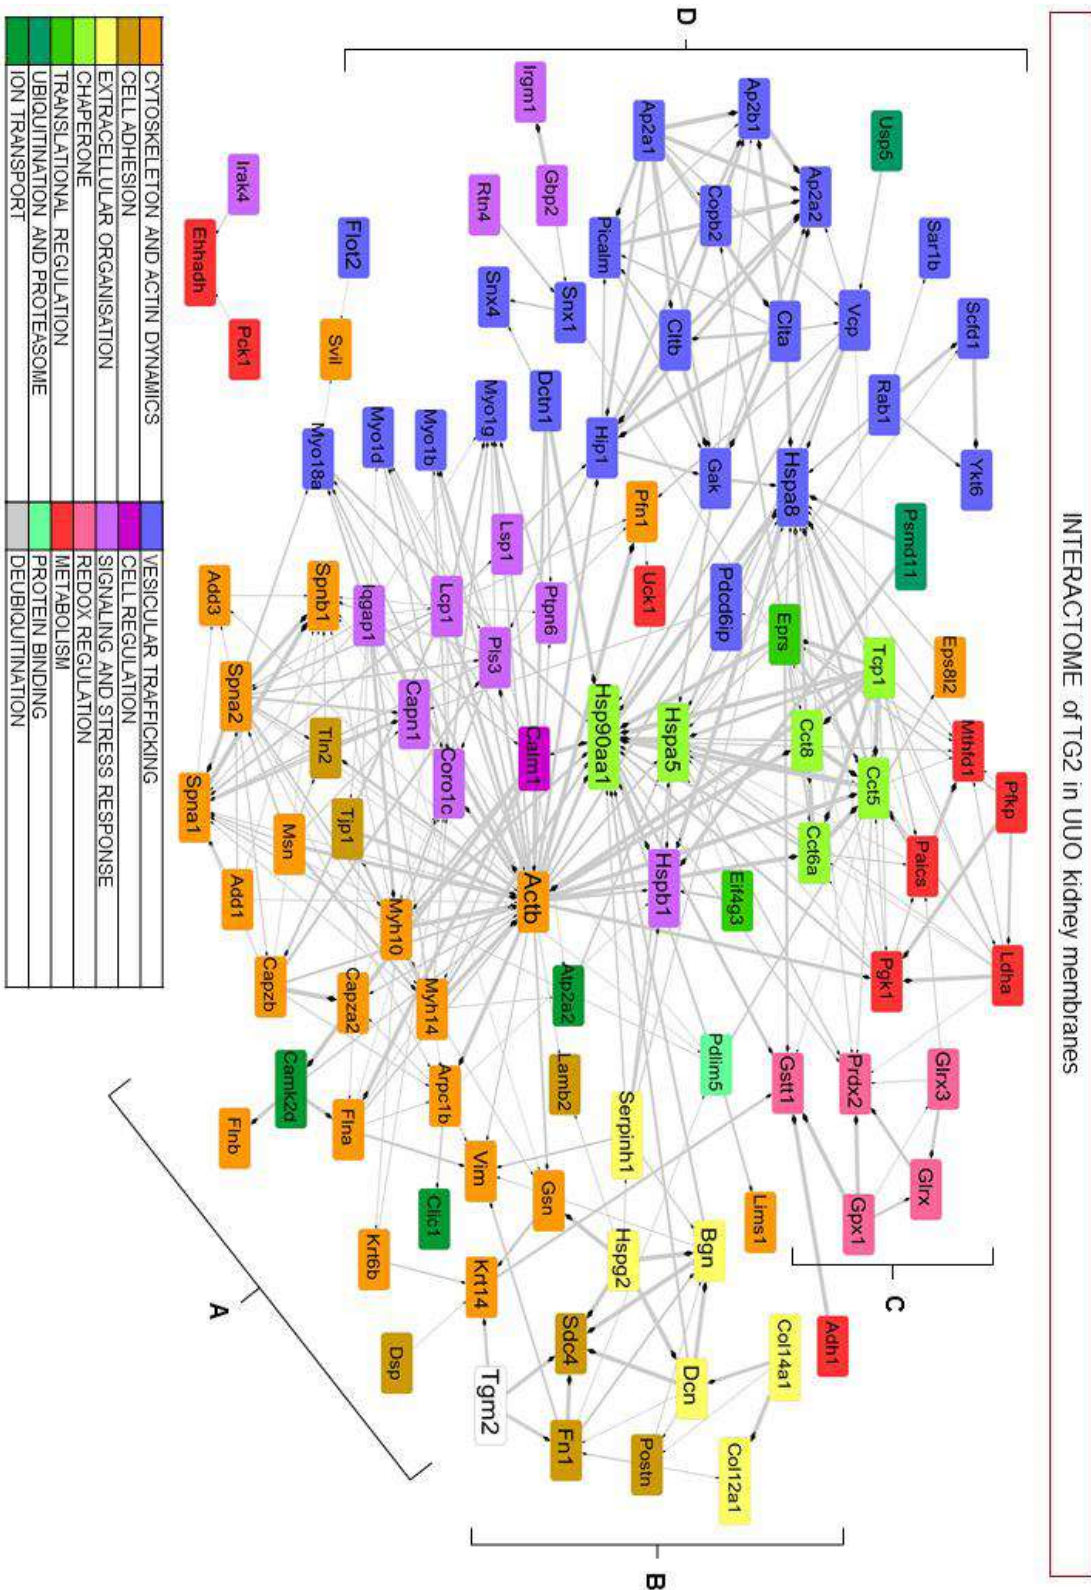 INTERACTOME of TG2 in UUO kidney membranes
D
C
B
A
Usp5
Sar1b
Scfd1
Ykt6
Rab1
Ap2b1
Ap2a2
Ap2a1
Copb2
Vcp
Irgm1
Gbp2
Rtn4
Picalm
Clta
Cltb
Snx1
Snx4
Dctn1
Hip1
Gak
Hspa8
Psmd11
Flot2
Svil
Irak4
Ehhadh
Pck1
Myo1g
Myo1b
Myo1d
Myo18a
Pfn1
Uck1
Pdcd6ip
Eprs
Tcp1
Eps8l2
Lsp1
Ptpn6
Lcp1
Pls3
Iqgap1
Spnb1
Add3
Capn1
Coro1c
Calm1
Hsp90aa1
Hspa5
Cct8
Cct5
Cct6a
Mthfd1
Pfkp
Paics
Ldha
Pgk1
Spna2
Tln2
Tjp1
Spna1
Msn
Add1
Myh10
Actb
Hspb1
Eif4g3
Capzb
Capza2
Myh14
Atp2a2
Camk2d
Flna
Flnb
Arpc1b
Lamb2
Pdlim5
Gstt1
Prdx2
Glrx3
Glrx
Gpx1
Serpinh1
Vim
Gsn
Clic1
Lims1
Bgn
Hspg2
Krt6b
Krt14
Dsp
Tgm2
Sdc4
Dcn
Col14a1
Adh1
Fn1
Postn
Col12a1
CYTOSKELETON AND ACTIN DYNAMICS
CELL ADHESION
EXTRACELLULAR ORGANISATION
CHAPERONE
TRANSLATIONAL REGULATION
UBIQUITINATION AND PROTEASOME
ION TRANSPORT
VESICULAR TRAFFICKING
CELL REGULATION
SIGNALING AND STRESS RESPONSE
REDOX REGULATION
METABOLISM
PROTEIN BINDING
DEUBIQUITINATION